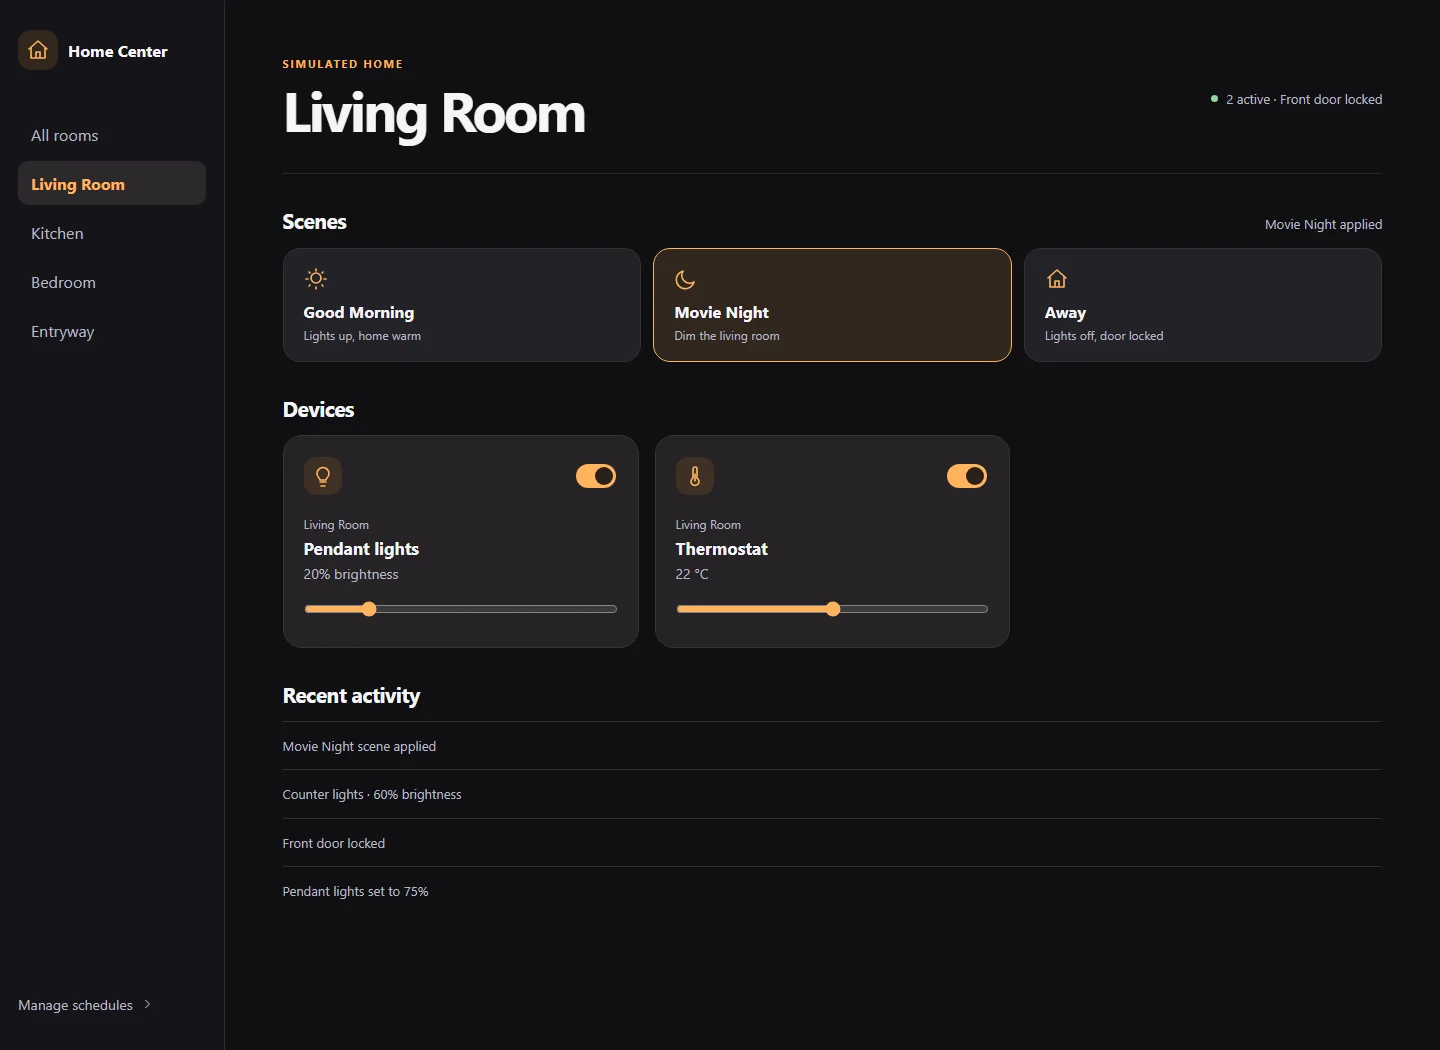 Home Center
All rooms
Living Room
Kitchen
Bedroom
Entryway
Manage schedules
SIMULATED HOME
Living Room
2 active · Front door locked
Scenes
Movie Night applied
Good Morning
Lights up, home warm
Movie Night
Dim the living room
Away
Lights off, door locked
Devices
Living Room
Pendant lights
20% brightness
Living Room
Thermostat
22 °C
Recent activity
Movie Night scene applied
Counter lights · 60% brightness
Front door locked
Pendant lights set to 75%